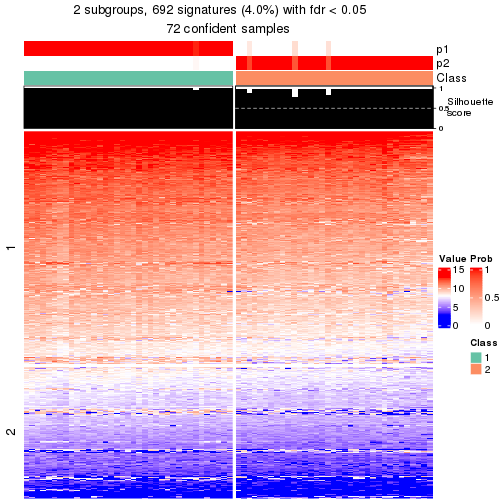 2 subgroups, 692 signatures (4.0%) with fdr < 0.05
72 confident samples
p1
p2
Class
1
0.5
0
Silhouette
score
1
2
Value
15
10
5
0
Prob
1
0.5
0
Class
1
2